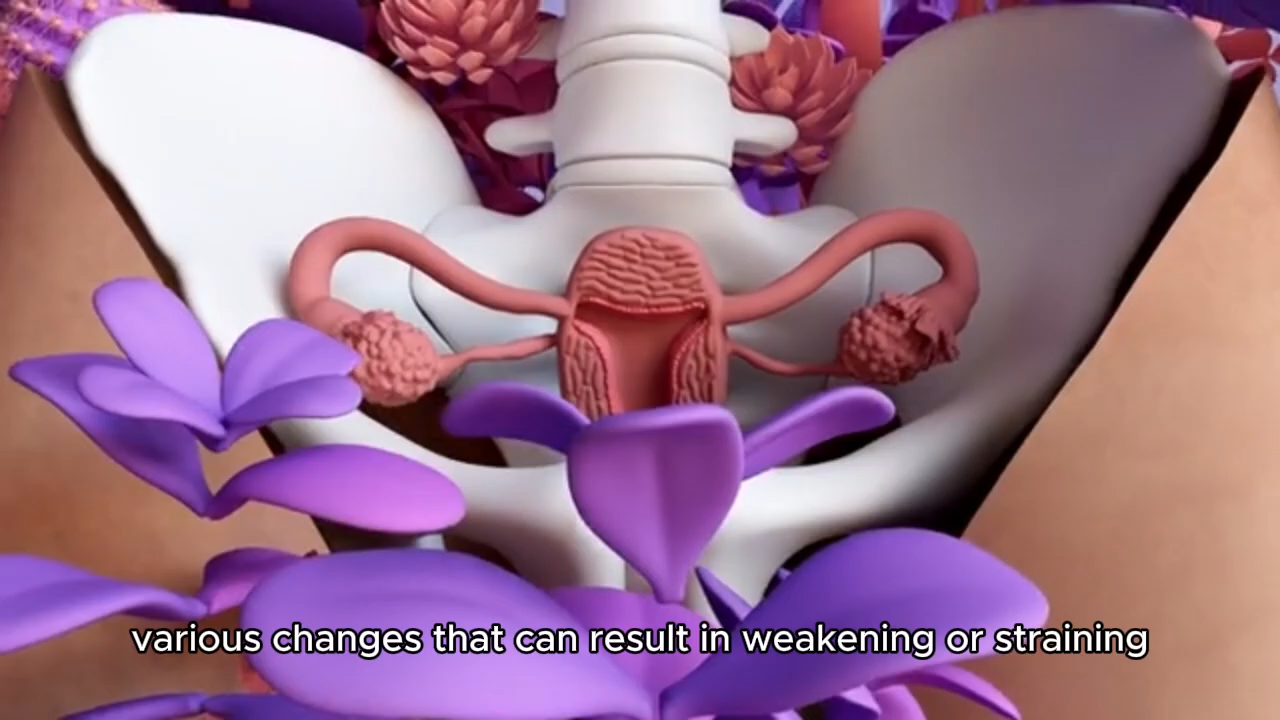 various changes that can result in weakening or straining